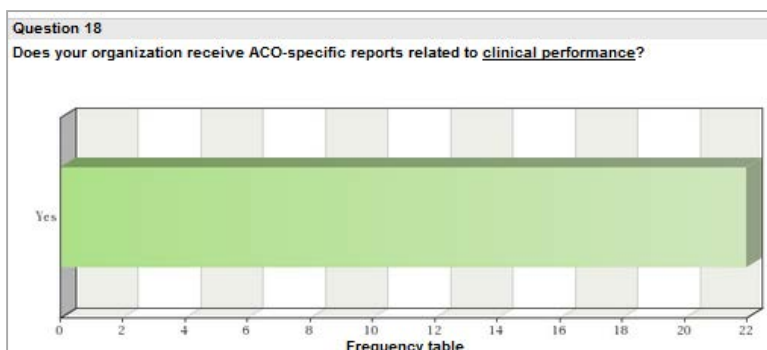 Question 18
Does your organization receive ACO-specific reports related to clinical performance?
Yes
0 2 4 6 8 10 12 14 16 18 20 22
Frequency table